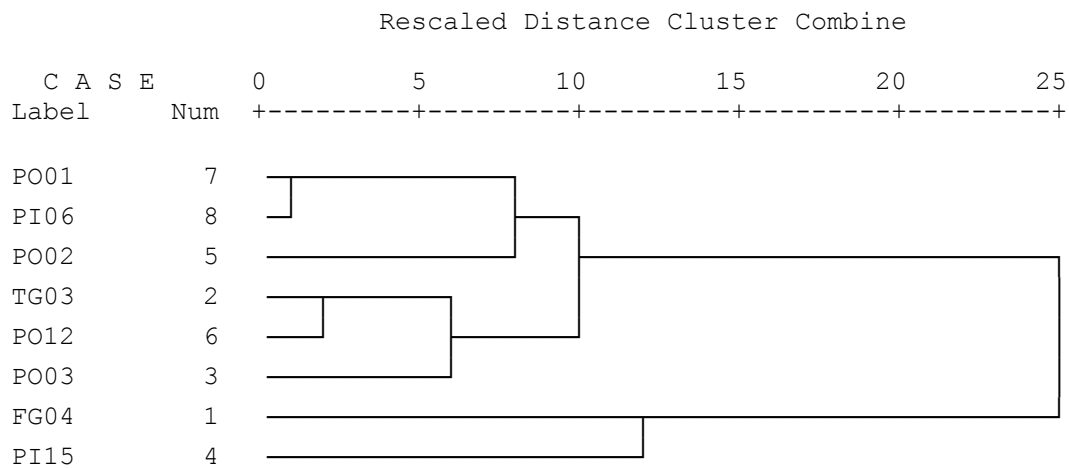 Rescaled Distance Cluster Combine
C A S E 0 5 10 15 20 25
Label Num +---------+---------+---------+---------+---------+
PO01 7
PI06 8
PO02 5
TG03 2
PO12 6
PO03 3
FG04 1
PI15 4